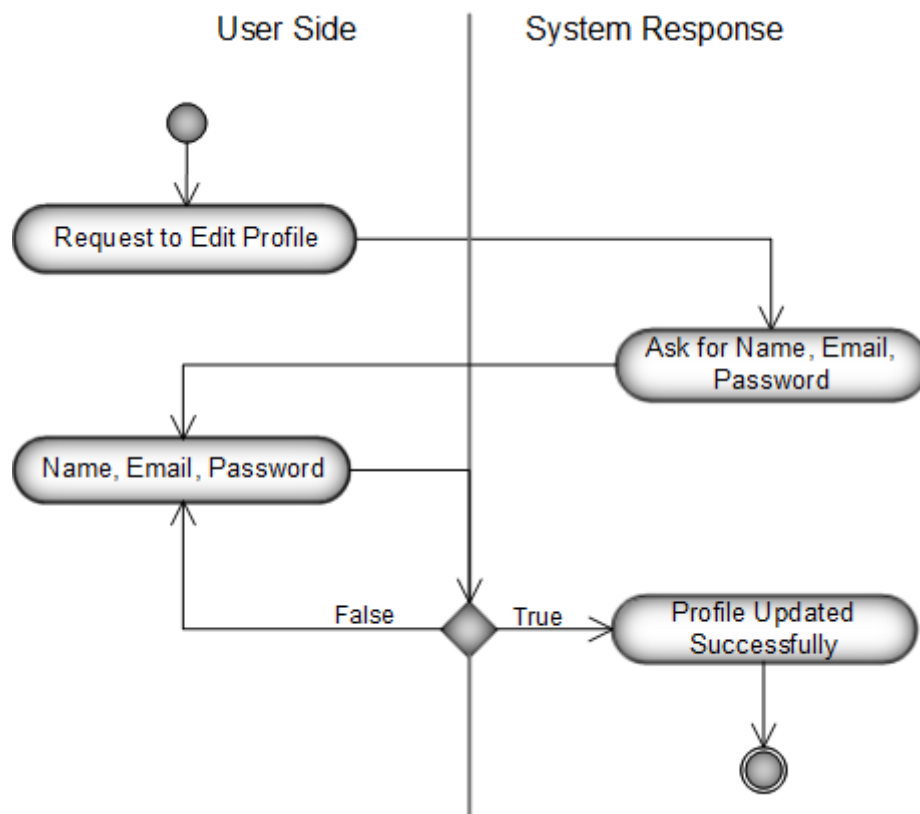 User Side
System Response
Request to Edit Profile
Ask for Name, Email,
Password
Name, Email, Password
False
True
Profile Updated
Successfully